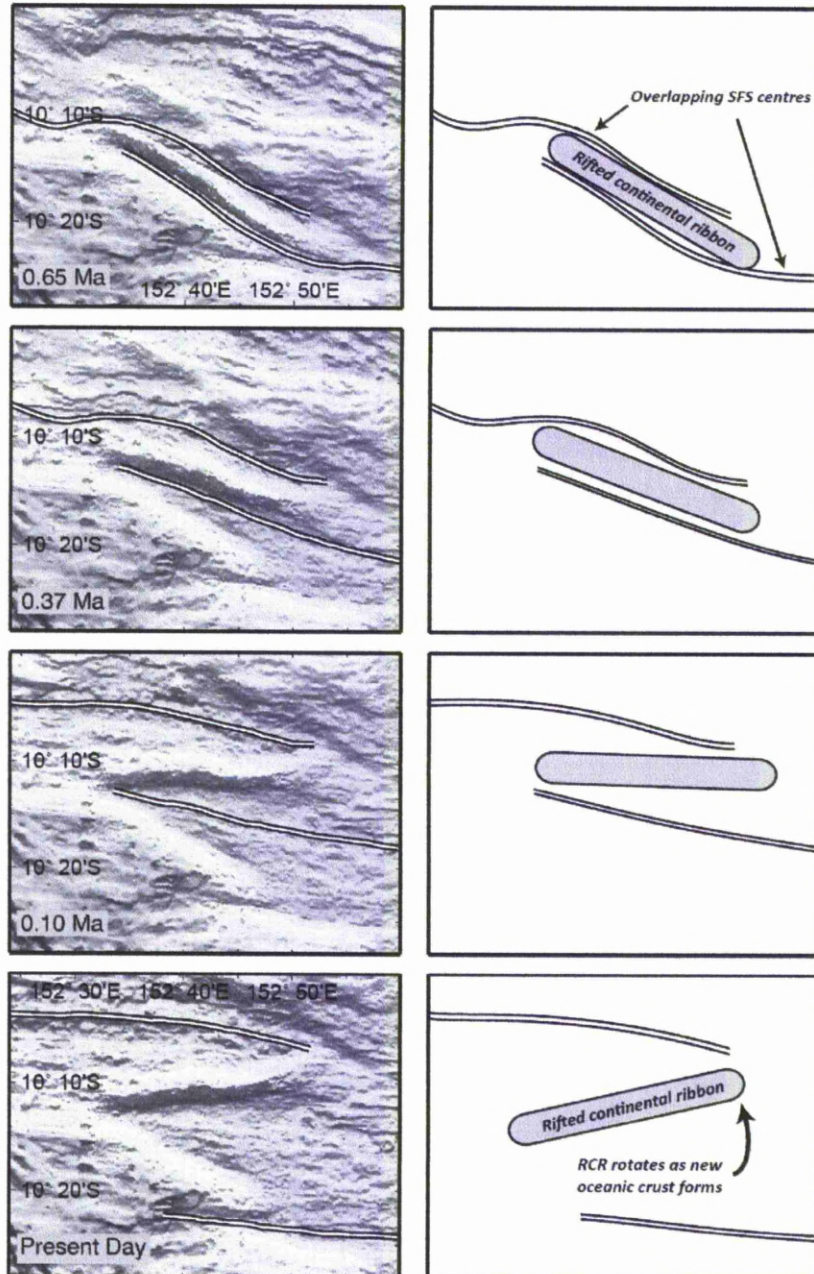 10° 10'S
10° 20'S
0.65 Ma
152° 40'E 152° 50'E
Overlapping SFS centres
Rifted continental ribbon
10° 10'S
10° 20'S
0.37 Ma
10° 10'S
10° 20'S
0.10 Ma
152° 30'E 152° 40'E 152° 50'E
10° 10'S
10° 20'S
Present Day
Rifted continental ribbon
RCR rotates as new
oceanic crust forms